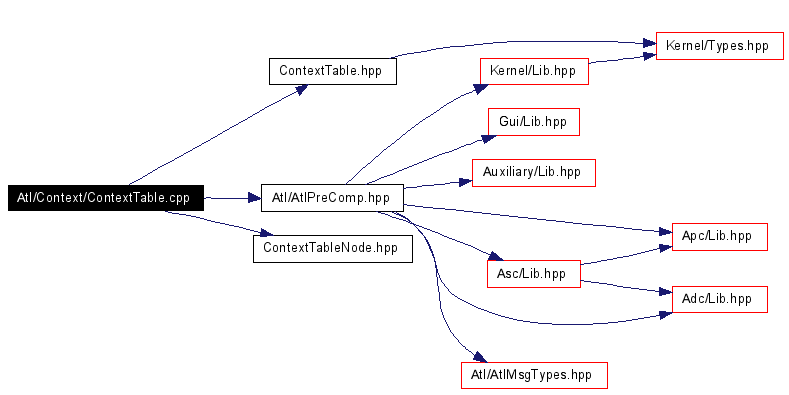 Kernel/Types.hpp
ContextTable.hpp
Kernel/Lib.hpp
Gui/Lib.hpp
Auxiliary/Lib.hpp
Atl/Context/ContextTable.cpp
Atl/AtlPreComp.hpp
Apc/Lib.hpp
ContextTableNode.hpp
Asc/Lib.hpp
Adc/Lib.hpp
Atl/AtlMsgTypes.hpp